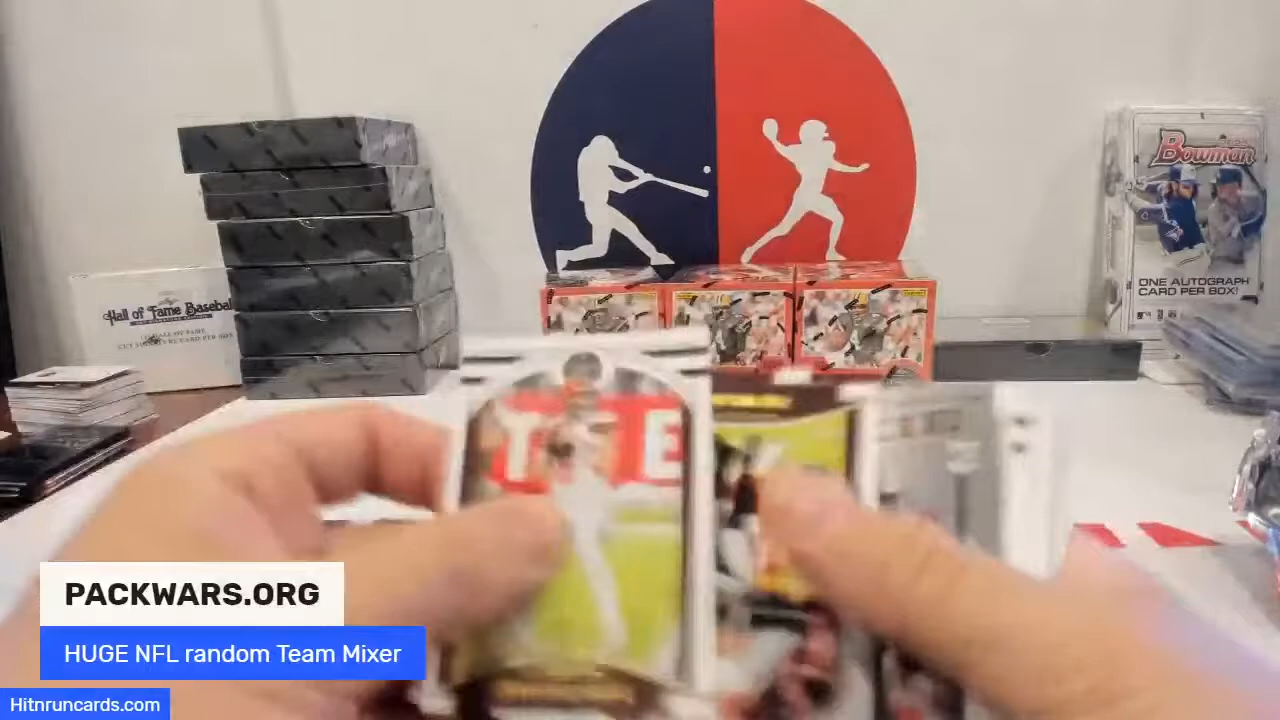 Bowman
ONE AUTOGRAPH
CARD PER BOX!
Hall of Fame Baseball
T
E
PACKWARS.ORG
HUGE NFL random Team Mixer
Hitnruncards.com